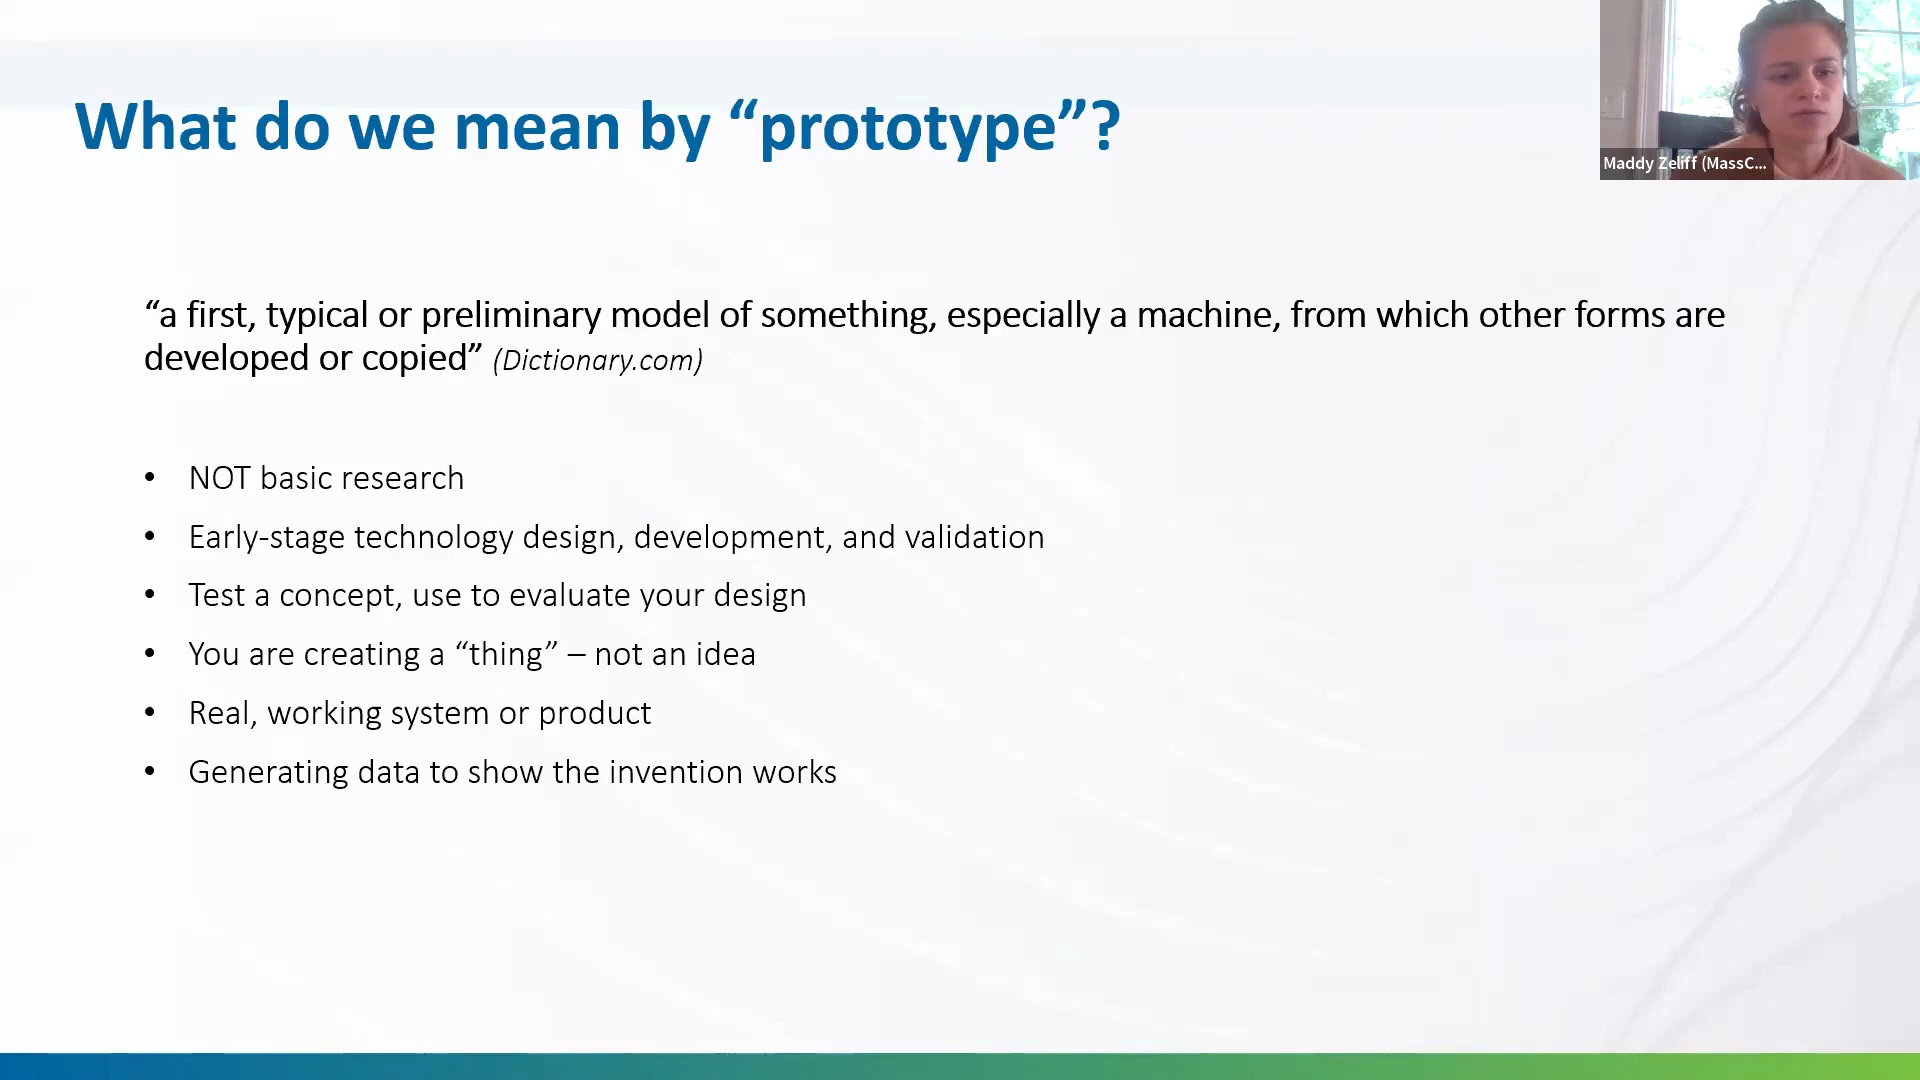 What do we mean by “prototype”?
Maddy Zeliff (MassC...
“a first, typical or preliminary model of something, especially a machine, from which other forms are
developed or copied” (Dictionary.com)
• NOT basic research
• Early-stage technology design, development, and validation
• Test a concept, use to evaluate your design
• You are creating a “thing” – not an idea
• Real, working system or product
• Generating data to show the invention works